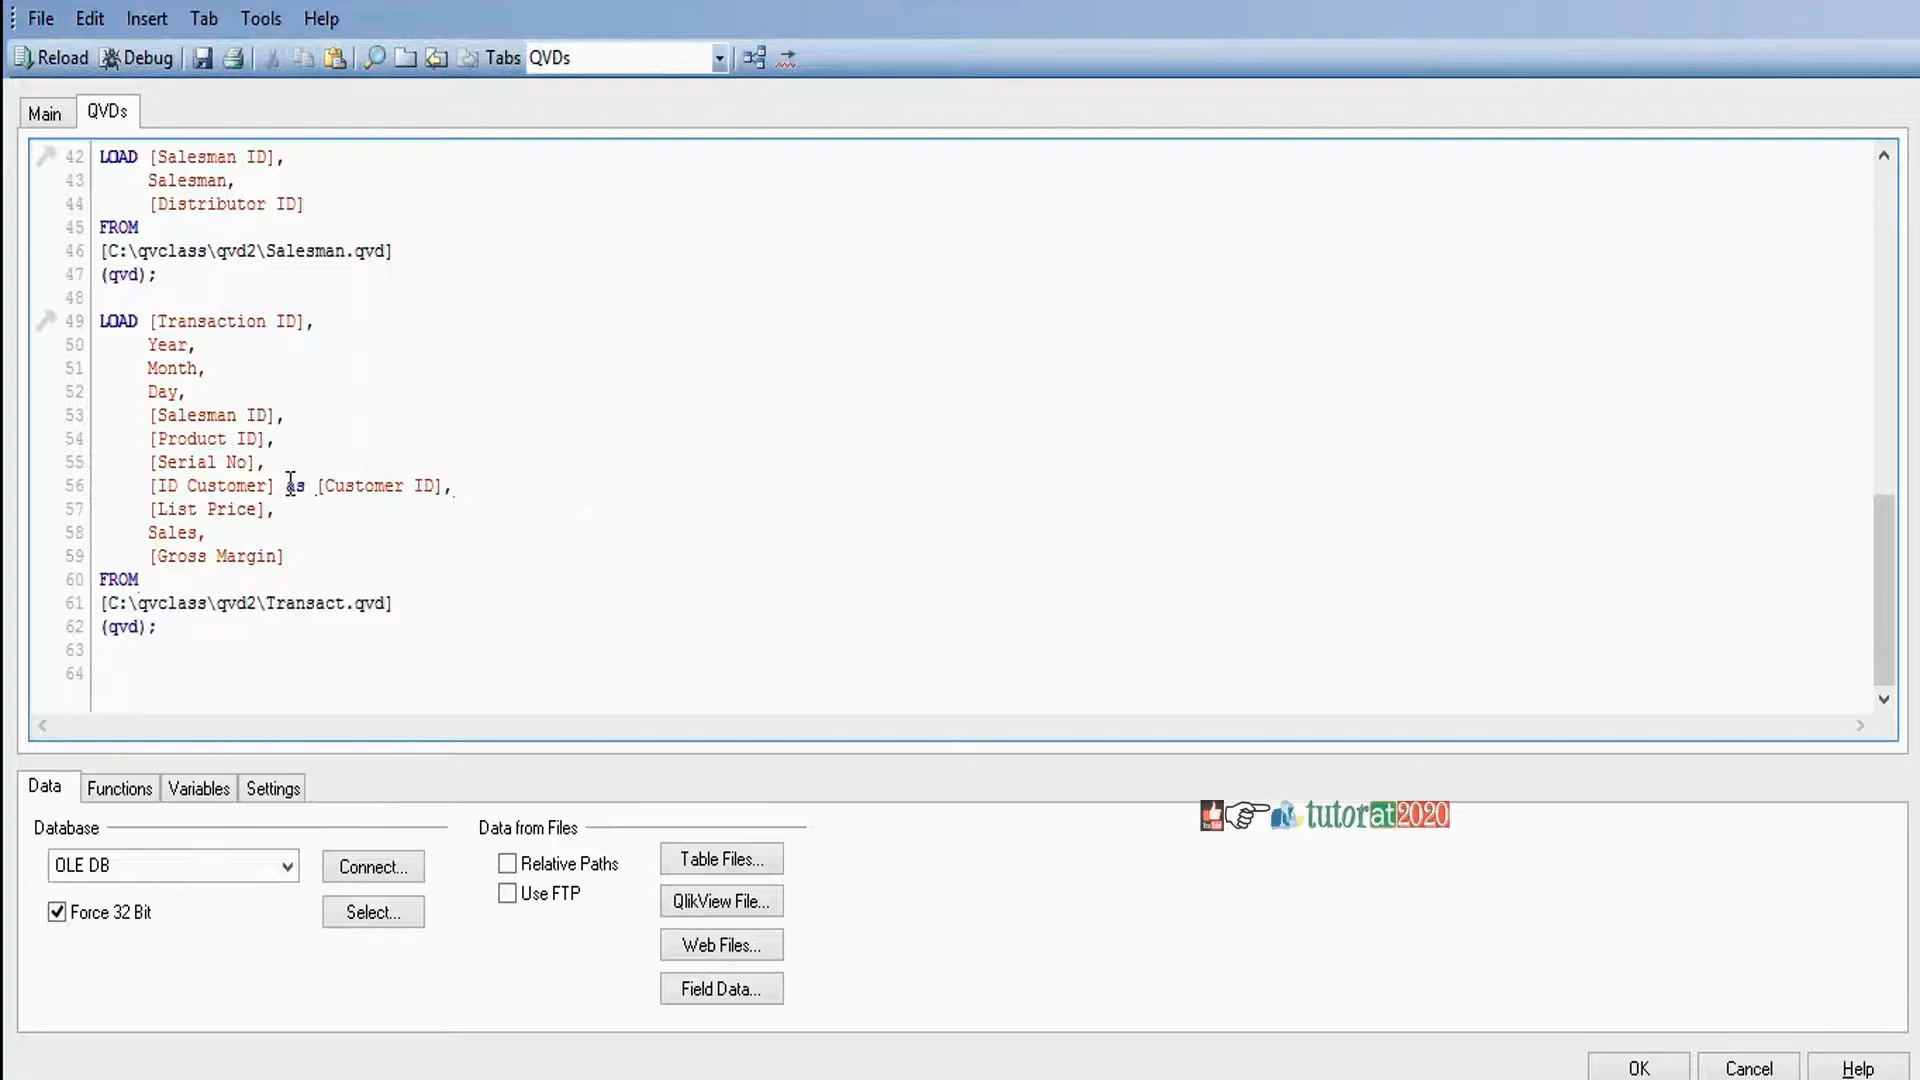 File Edit Insert Tab Tools Help
Reload Debug Tabs QVDs
Main QVDs
42 LOAD [Salesman ID],
43 Salesman,
44 [Distributor ID]
45 FROM
46 [C:\qvclass\qvd2\Salesman.qvd]
47 (qvd);
48
49 LOAD [Transaction ID],
50 Year,
51 Month,
52 Day,
53 [Salesman ID],
54 [Product ID],
55 [Serial No],
56 [ID Customer] as [Customer ID],
57 [List Price],
58 Sales,
59 [Gross Margin]
60 FROM
61 [C:\qvclass\qvd2\Transact.qvd]
62 (qvd);
63
64
Data Functions Variables Settings
Database Data from Files
OLE DB Connect... Relative Paths Table Files...
Use FTP QlikView File...
Force 32 Bit Select... Web Files...
Field Data...
tutorat2020
OK Cancel Help